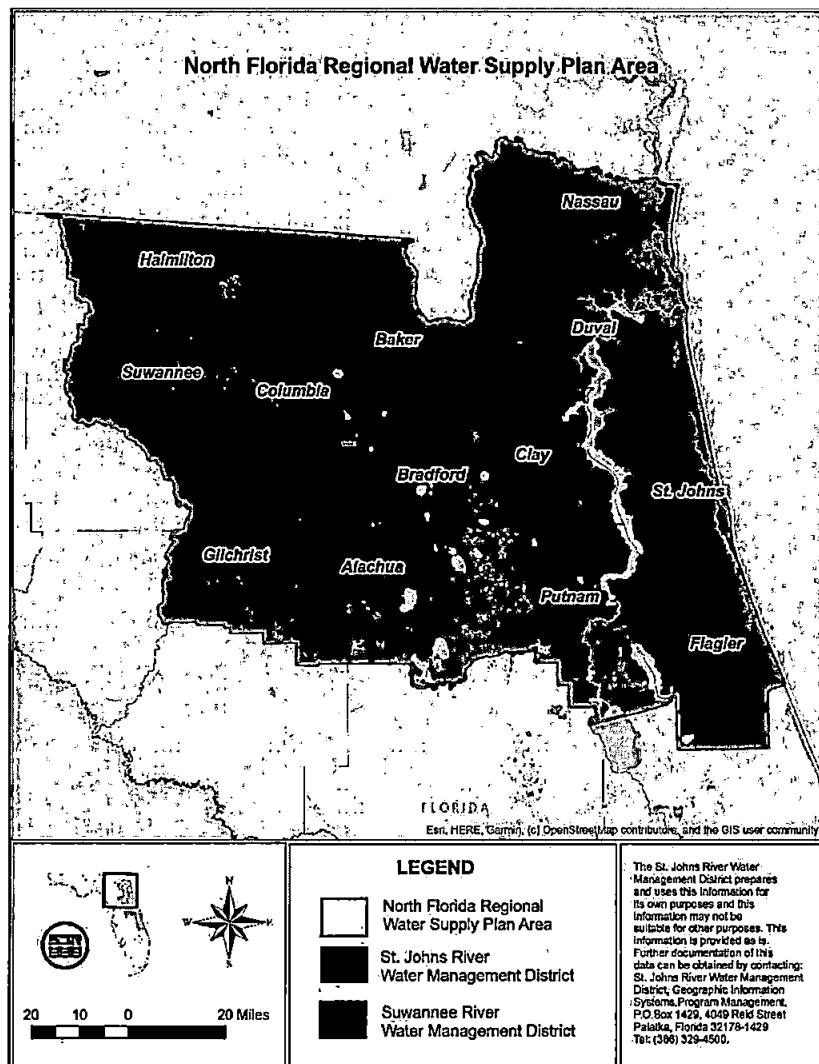 North Florida Regional Water Supply Plan Area
Nassau
Halmilton
Duval
Baker
Suwannee
Columbia
Clay
Bradford
St. Johns
Gilchrist
Alachua
Putnam
Flagler
FLORIDA
Esri, HERE, Garmin, (c) OpenStreetMap contributors, and the GIS user community
N
W
E
S
20 10 0 20 Miles
LEGEND
North Florida Regional
Water Supply Plan Area
St. Johns River
Water Management District
Suwannee River
Water Management District
The St. Johns River Water
Management District prepares
and uses this information for
its own purposes and this
information may not be
suitable for other purposes. This
information is provided as is.
Further documentation of this
data can be obtained by contacting:
St. Johns River Water Management
District, Geographic Information
Systems, Program Management,
P.O.Box 1429, 4049 Reid Street
Palatka, Florida 32178-1429
Tel: (386) 329-4500.